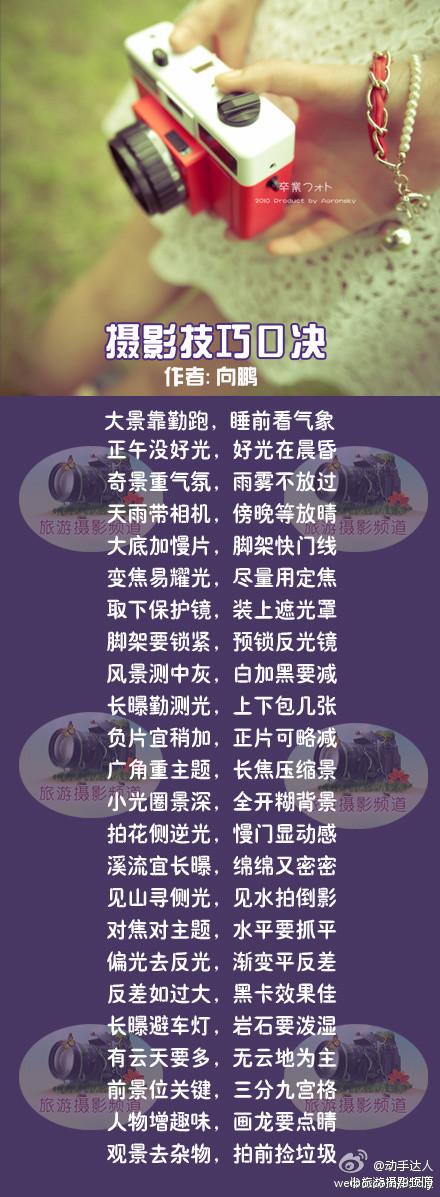 卒業フォト
2010 Product by Aaronsky
摄影技巧口决
作者:向鹏
大景靠勤跑，睡前看气象
正午没好光，好光在晨昏
奇景重气氛，雨雾不放过
天雨带相机，傍晚等放晴
大底加慢片，脚架快门线
变焦易耀光，尽量用定焦
取下保护镜，装上遮光罩
脚架要锁紧，预锁反光镜
风景测中灰，白加黑要减
长曝勤测光，上下包几张
负片宜稍加，正片可略减
广角重主题，长焦压缩景
小光圈景深，全开糊背景
拍花侧逆光，慢门显动感
溪流宜长曝，绵绵又密密
见山寻侧光，见水拍倒影
对焦对主题，水平要抓平
偏光去反光，渐变平反差
反差如过大，黑卡效果佳
长曝避车灯，岩石要泼湿
有云天要多，无云地为主
前景位关键，三分九宫格
人物增趣味，画龙要点睛
观景去杂物，拍前捡垃圾
旅游摄影频道
旅游摄影频道
旅游摄影频道
旅游摄影频道
旅游摄影频道
旅游摄影频道
@动手达人